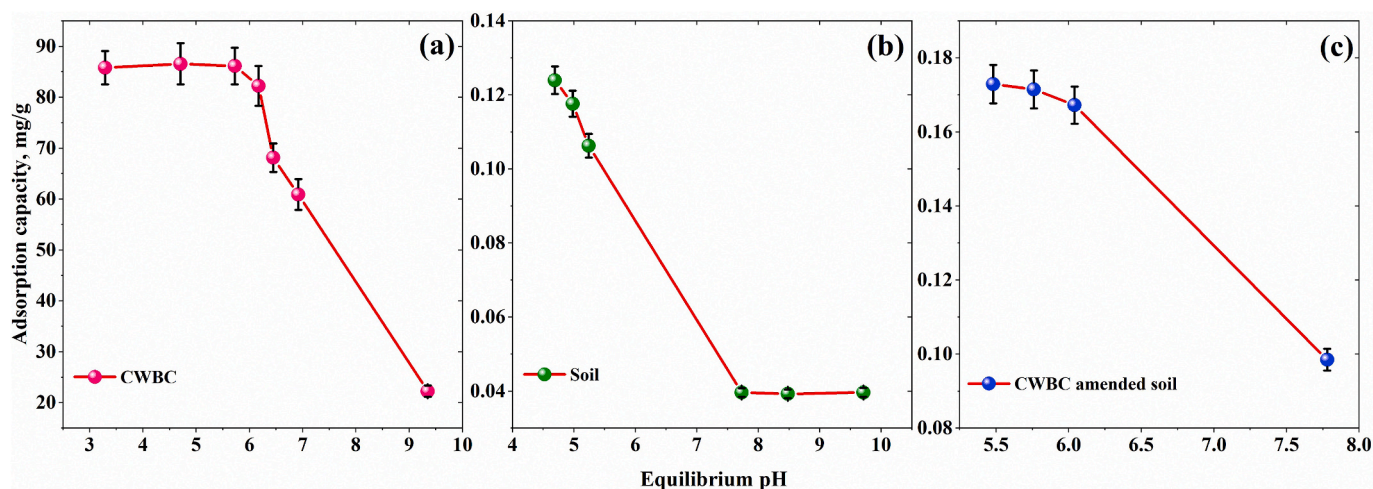 Adsorption capacity, mg/g
90
80
70
60
50
40
30
20
3 4 5 6 7 8 9 10
(a)
CWBC
0.14
0.12
0.10
0.08
0.06
0.04
4 5 6 7 8 9 10
(b)
Soil
0.18
0.16
0.14
0.12
0.10
0.08
5.5 6.0 6.5 7.0 7.5 8.0
(c)
CWBC amended soil
Equilibrium pH